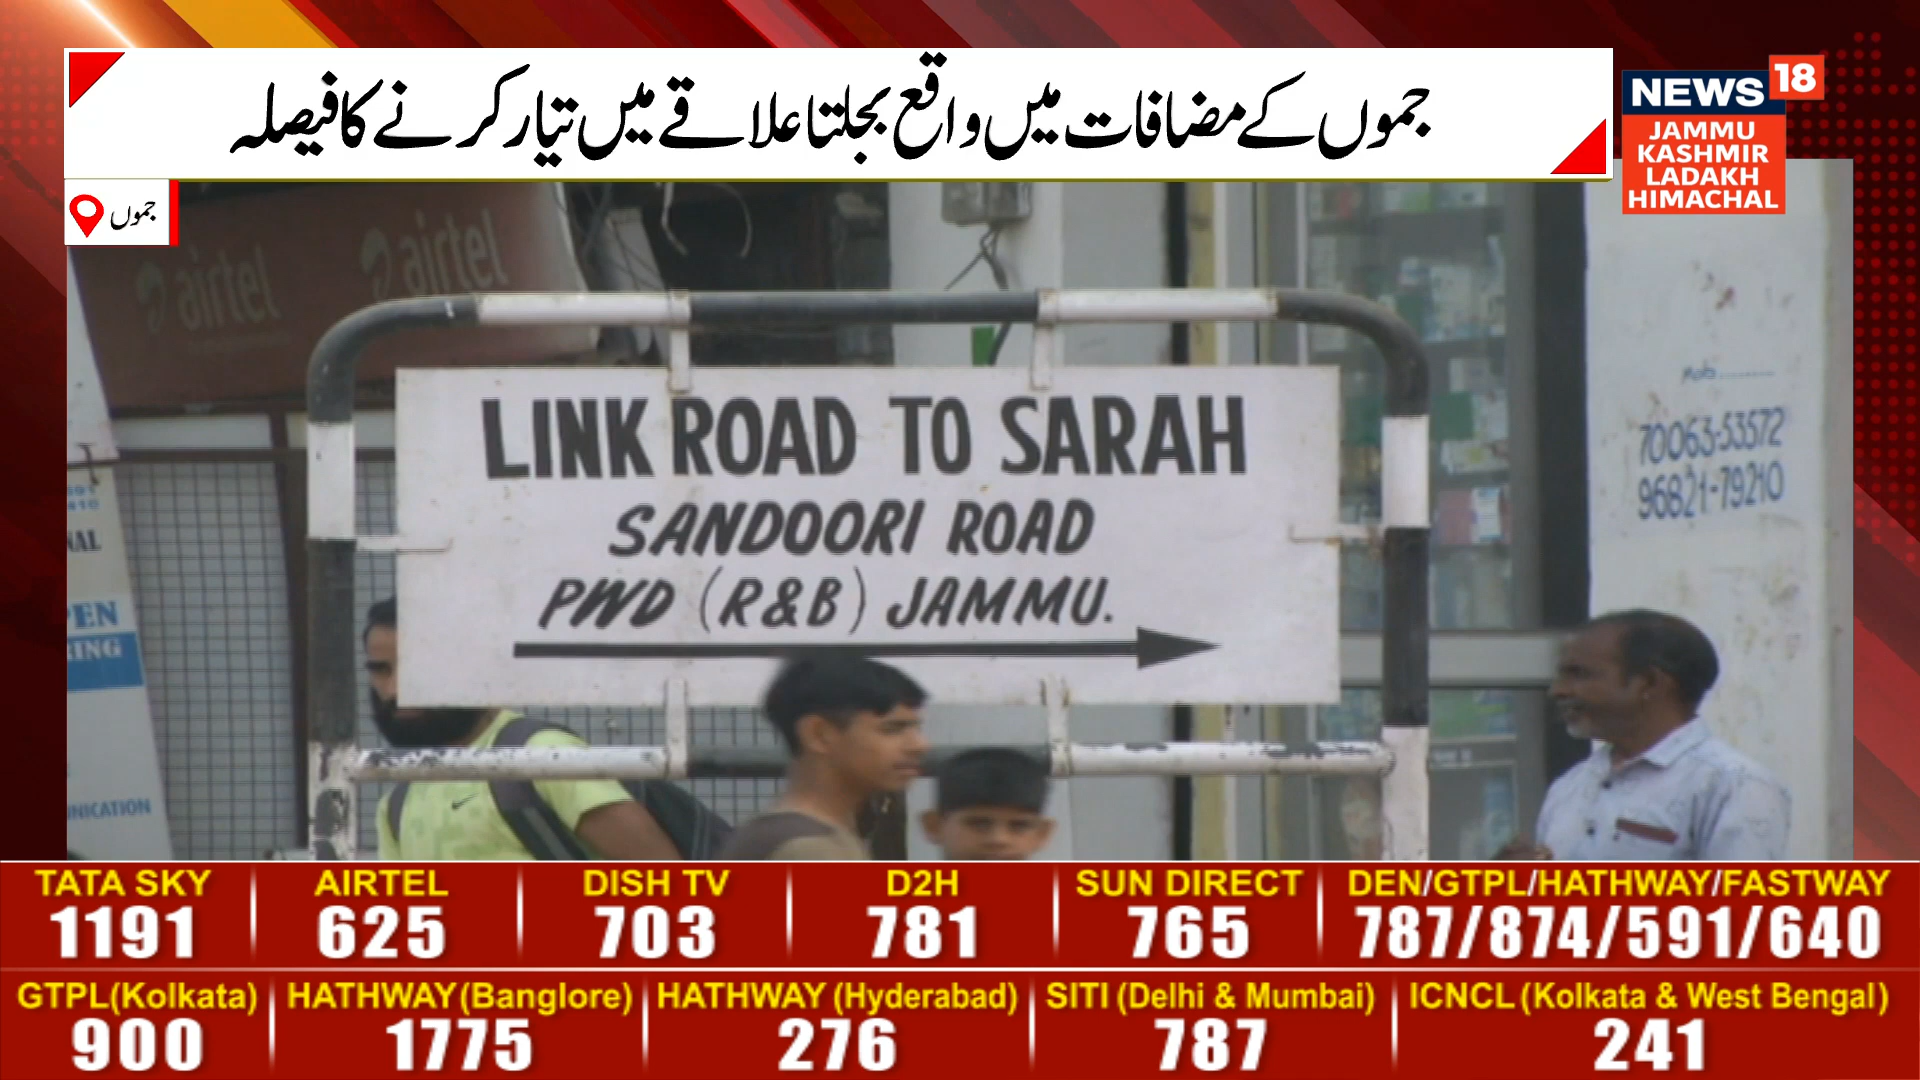 جموں کے مضافات میں واقع بجلتا علاقے میں تیار کرنے کا فیصلہ
NEWS 18
JAMMU
KASHMIR
LADAKH
HIMACHAL
جموں
airtel
airtel
LINK ROAD TO SARAH
SANDOORI ROAD
PWD (R&B) JAMMU.
Mob
70063-53572
96821-79210
TATA SKY
1191
AIRTEL
625
DISH TV
703
D2H
781
SUN DIRECT
765
DEN/GTPL/HATHWAY/FASTWAY
787/874/591/640
GTPL(Kolkata)
900
HATHWAY(Banglore)
1775
HATHWAY (Hyderabad)
276
SITI (Delhi & Mumbai)
787
ICNCL (Kolkata & West Bengal)
241